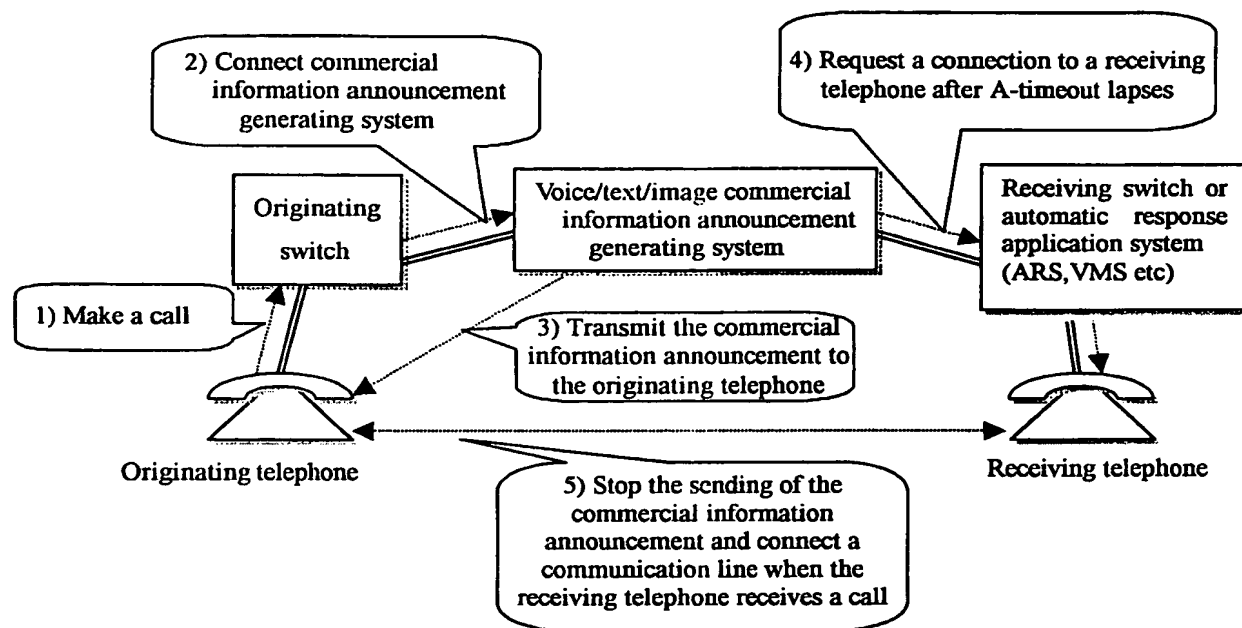 2) Connect commercial
information announcement
generating system
4) Request a connection to a receiving
telephone after A-timeout lapses
Originating
switch
Voice/text/image commercial
information announcement
generating system
Receiving switch or
automatic response
application system
(ARS,VMS etc)
1) Make a call
3) Transmit the commercial
information announcement to
the originating telephone
Originating telephone
Receiving telephone
5) Stop the sending of the
commercial information
announcement and connect a
communication line when the
receiving telephone receives a call